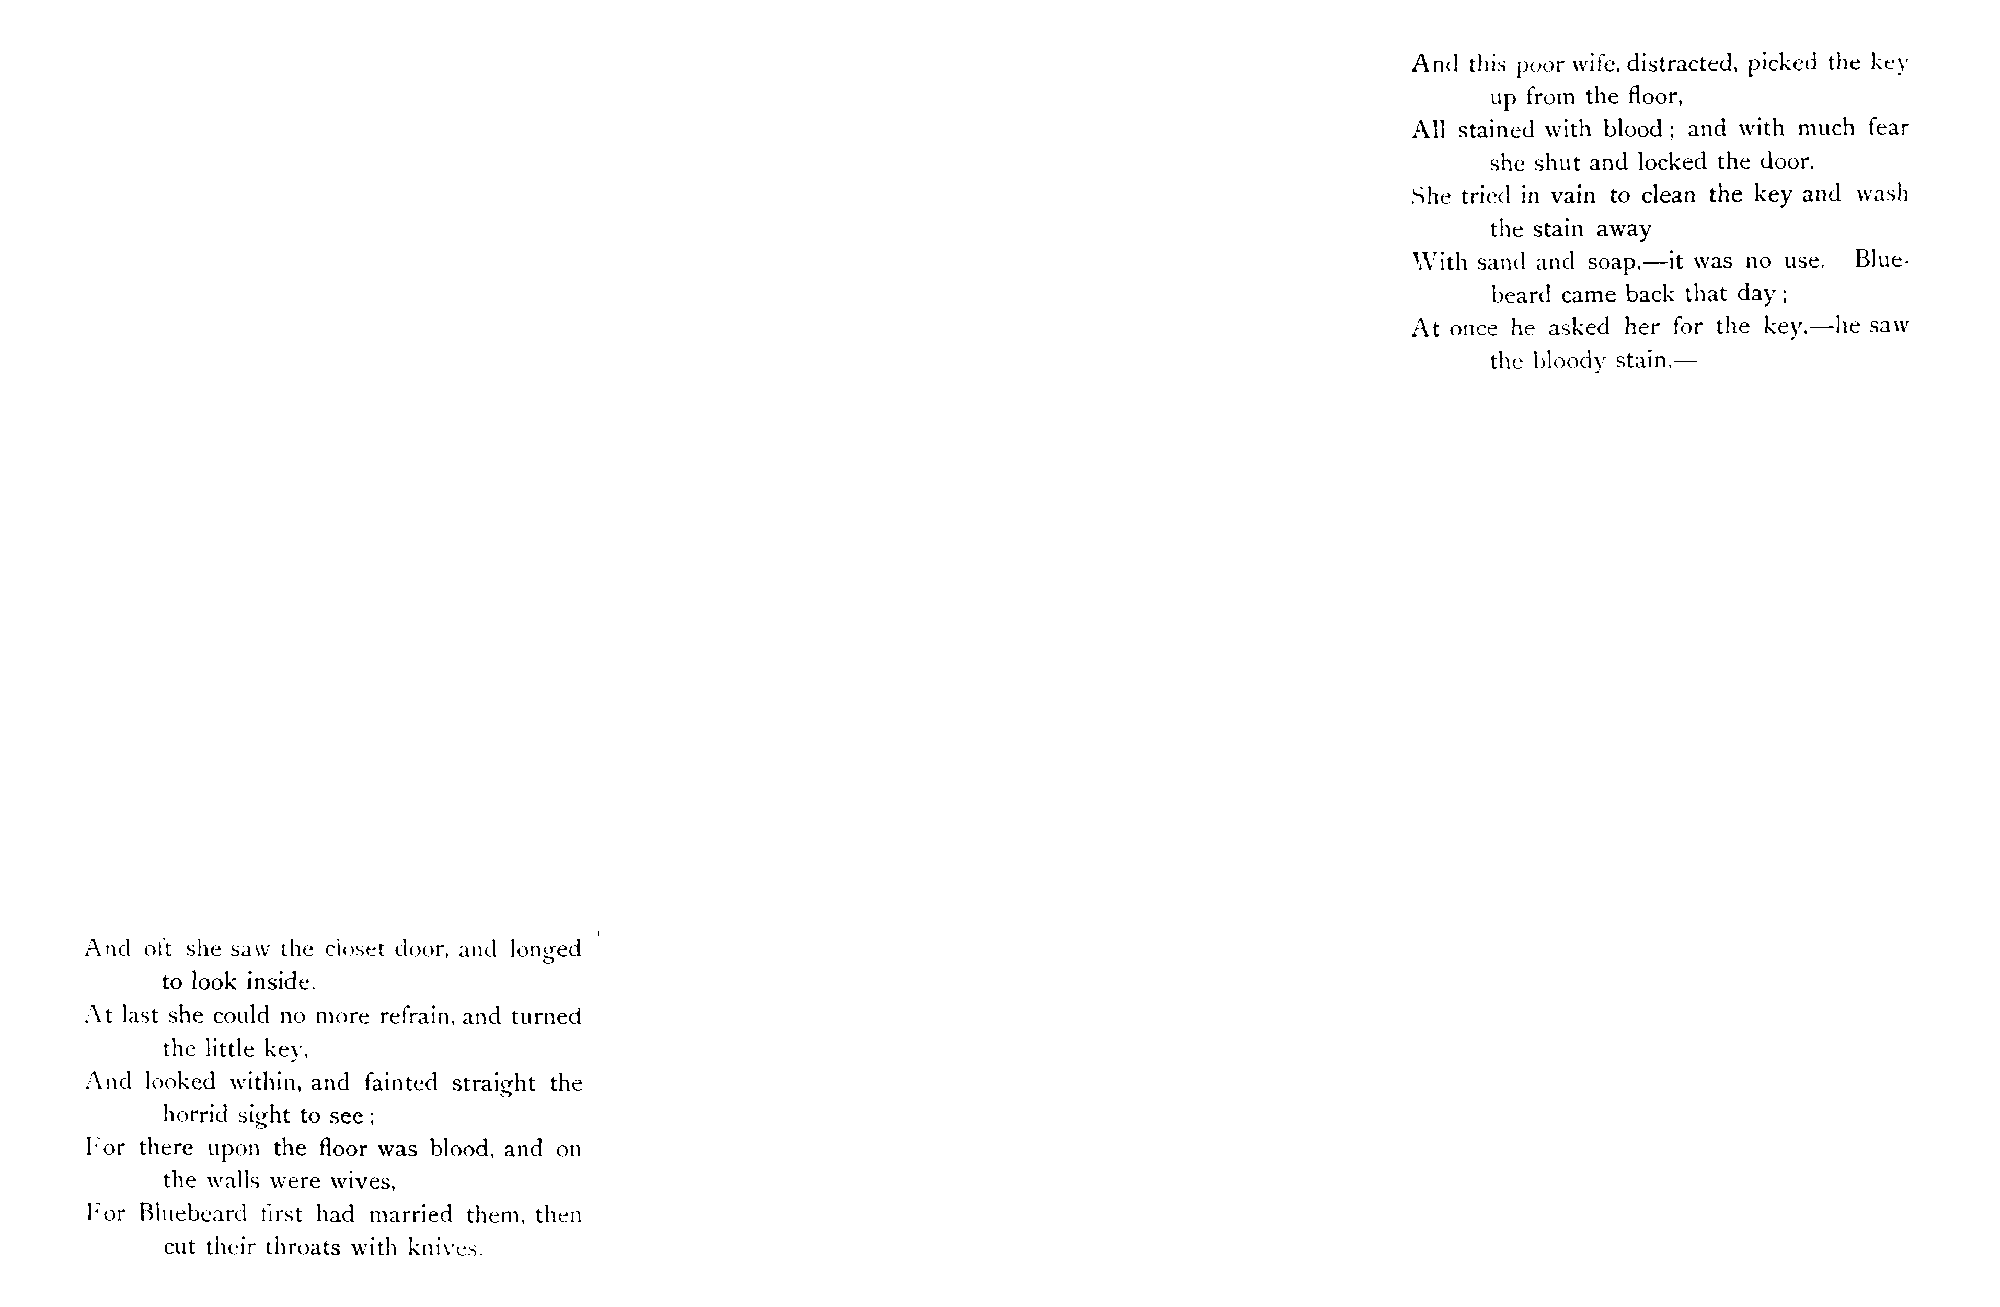 And oft she saw the closet door, and longed
to look inside.
At last she could no more refrain, and turned
the little key,
And looked within, and fainted straight the
horrid sight to see;
For there upon the floor was blood, and on
the walls were wives,
For Bluebeard first had married them, then
cut their throats with knives.
And this poor wife, distracted, picked the key
up from the floor,
All stained with blood; and with much fear
she shut and locked the door.
She tried in vain to clean the key and wash
the stain away
With sand and soap,—it was no use. Blue-
beard came back that day;
At once he asked her for the key,—he saw
the bloody stain,—